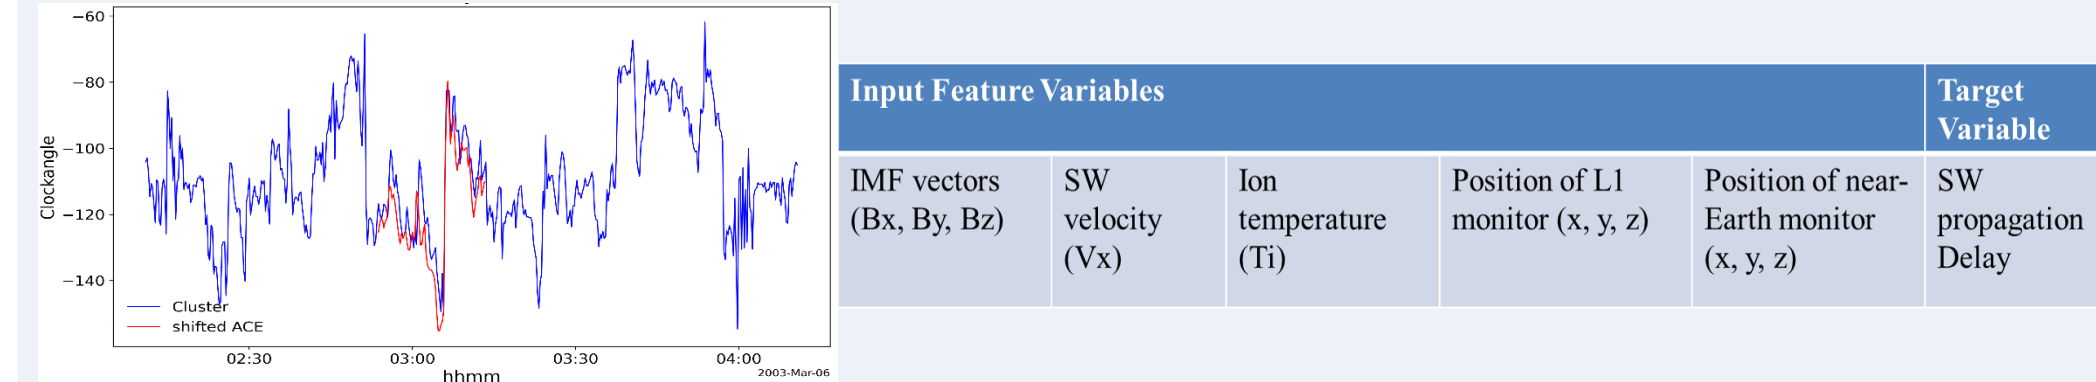 −60
−80
−100
−120
−140
Clockangle
Cluster
shifted ACE
02:30
03:00
03:30
04:00
hhmm
2003-Mar-06
Input Feature Variables
Target
Variable
IMF vectors
(Bx, By, Bz)
SW
velocity
(Vx)
Ion
temperature
(Ti)
Position of L1
monitor (x, y, z)
Position of near-
Earth monitor
(x, y, z)
SW
propagation
Delay